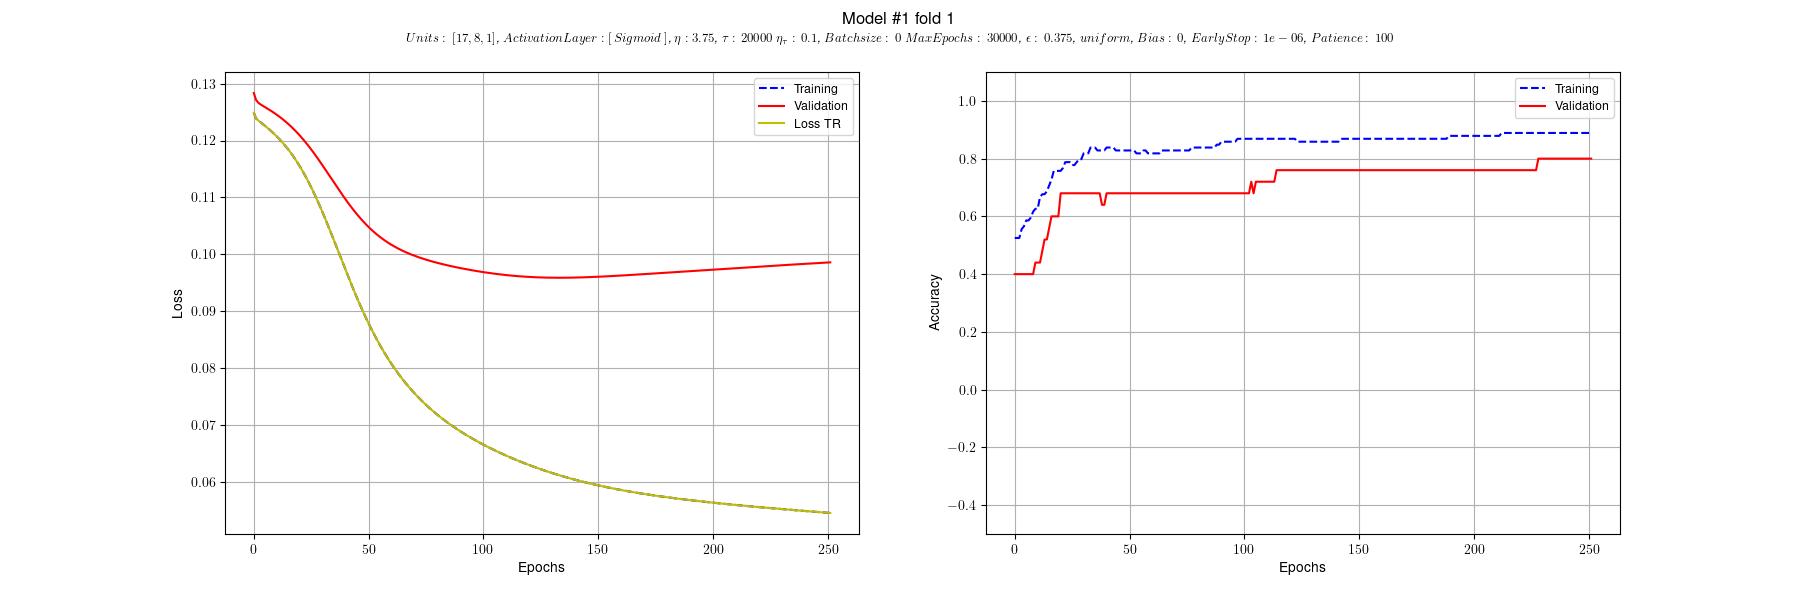 Model #1 fold 1
Units : [17, 8, 1], ActivationLayer : [ Sigmoid ], η : 3.75, τ : 20000 ητ : 0.1, Batchsize : 0 MaxEpochs : 30000, ϵ : 0.375, uniform, Bias : 0, EarlyStop : 1e − 06, Patience : 100
0.13
0.12
0.11
0.10
0.09
0.08
0.07
0.06
Loss
0 50 100 150 200 250
Epochs
Training
Validation
Loss TR
1.0
0.8
0.6
0.4
0.2
0.0
−0.2
−0.4
Accuracy
0 50 100 150 200 250
Epochs
Training
Validation